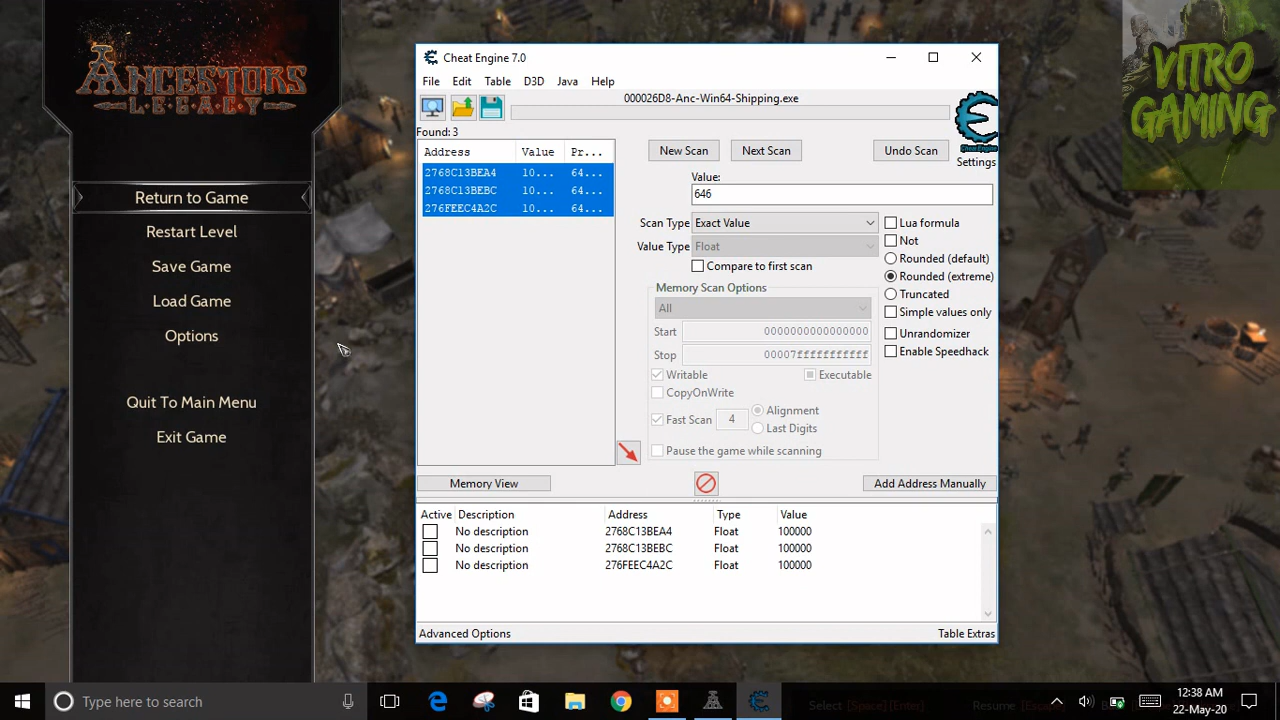 ANCESTORS
LEGACY
Return to Game
Restart Level
Save Game
Load Game
Options
Quit To Main Menu
Exit Game
VITRO
GAMING
Cheat Engine 7.0
File Edit Table D3D Java Help
000026D8-Anc-Win64-Shipping.exe
Found: 3
Address Value Pr...
2768C13BEA4 10... 64...
2768C13BEBC 10... 64...
276FEEC4A2C 10... 64...
New Scan Next Scan Undo Scan
Cheat Engine
Settings
Value:
646
Scan Type Exact Value
Value Type Float
Compare to first scan
Lua formula
Not
Rounded (default)
Rounded (extreme)
Truncated
Simple values only
Unrandomizer
Enable Speedhack
Memory Scan Options
All
Start 0000000000000000
Stop 00007fffffffffff
Writable Executable
CopyOnWrite
Fast Scan 4 Alignment
Last Digits
Pause the game while scanning
Memory View Add Address Manually
Active Description Address Type Value
No description 2768C13BEA4 Float 100000
No description 2768C13BEBC Float 100000
No description 276FEEC4A2C Float 100000
Advanced Options Table Extras
Type here to search
Select [Space] [Enter] Resume [Escape]
12:38 AM
22-May-20